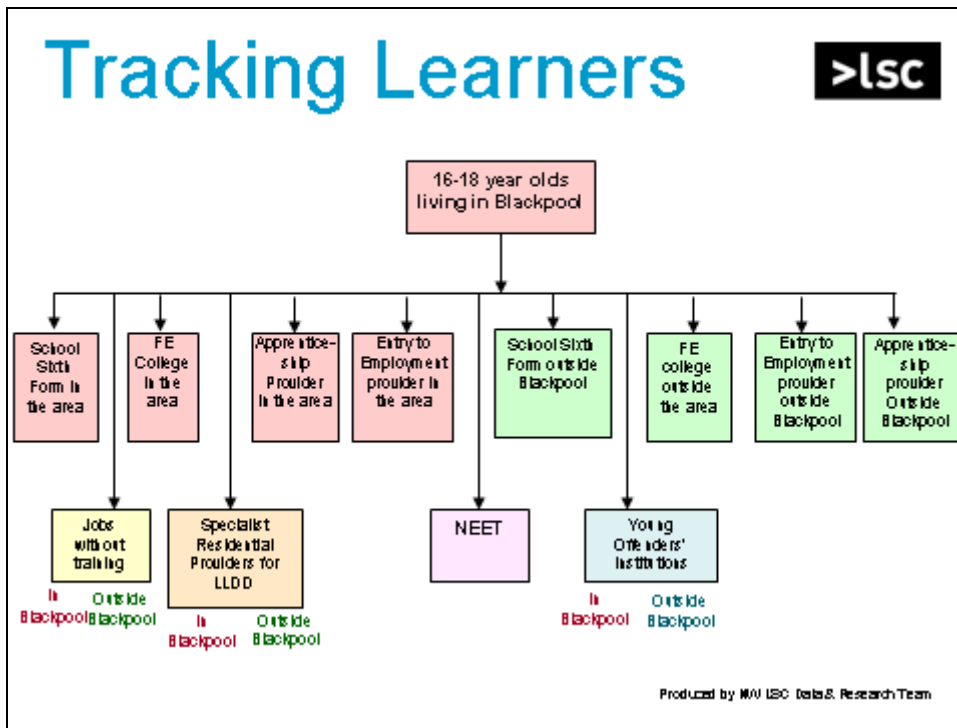 Tracking Learners
>lsc
16-18 year olds
living in Blackpool
School
Sixth
Form in
the area
FE
College
in the
area
Apprentice-
ship
Provider
in the area
Entry to
Employment
provider in
the area
School Sixth
Form outside
Blackpool
FE
college
outside
the area
Entry to
Employment
provider
outside
Blackpool
Apprentice-
ship
provider
Outside
Blackpool
Jobs
without
training
Specialist
Residential
Providers for
LLDD
NEET
Young
Offenders'
Institutions
In
Blackpool
Outside
Blackpool
In
Blackpool
Outside
Blackpool
In
Blackpool
Outside
Blackpool
Produced by NW LSC Data & Research Team